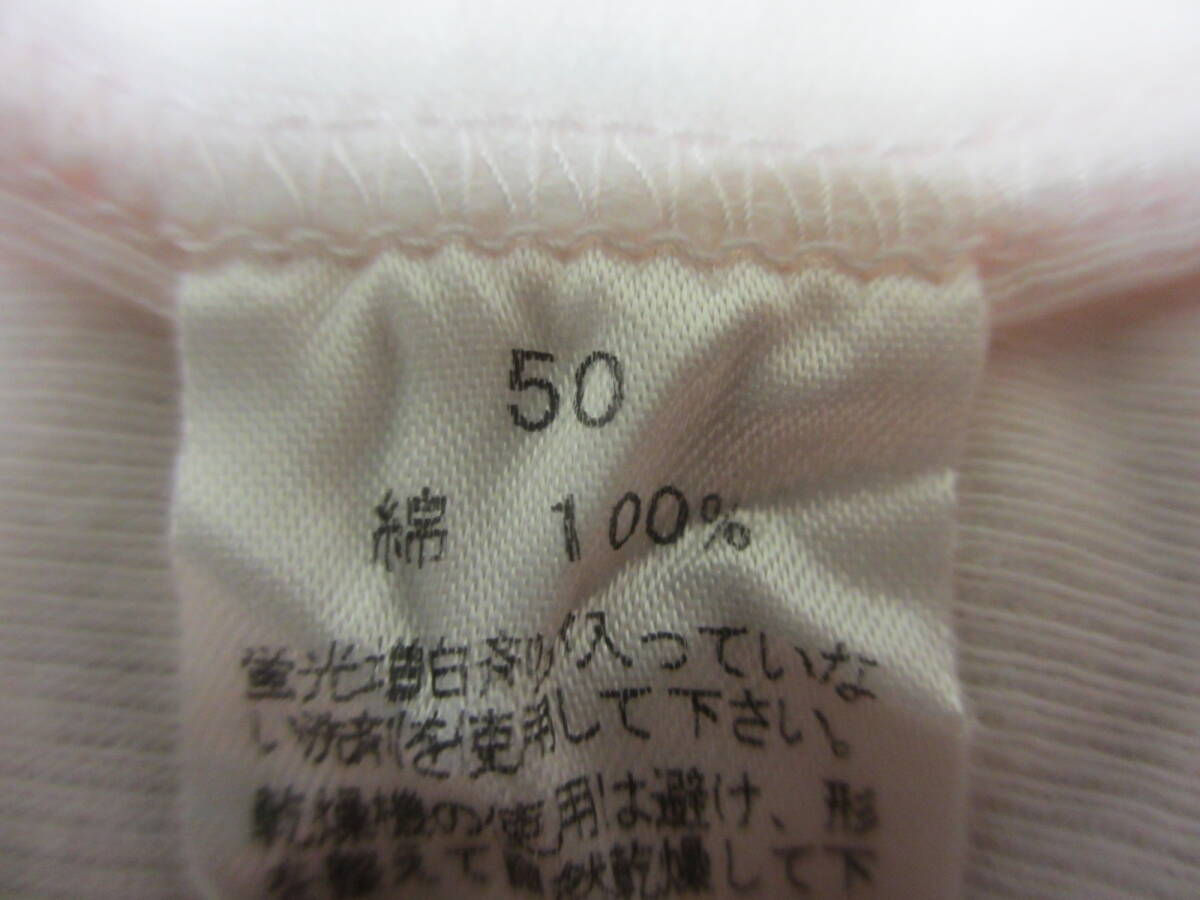 50
綿 100%
蛍光増白剤が入っていな
い洗剤を使用して下さい。
乾燥機の使用は避け、形
を整えて自然乾燥して下